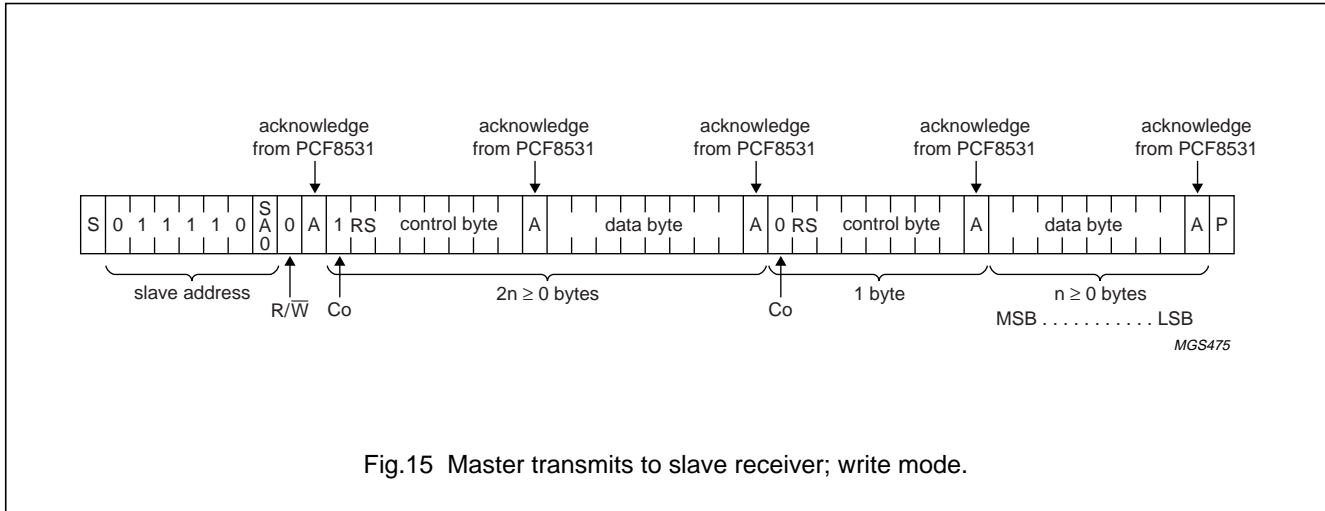 acknowledge acknowledge acknowledge acknowledge acknowledge
from PCF8531 from PCF8531 from PCF8531 from PCF8531 from PCF8531
S 0 1 1 1 1 0 SA0 0 A 1 RS control byte A data byte A 0 RS control byte A data byte A P
slave address 2n ≥ 0 bytes 1 byte n ≥ 0 bytes
R/W̅ Co Co
MSB . . . . . . . . . . . LSB
MGS475
Fig.15 Master transmits to slave receiver; write mode.